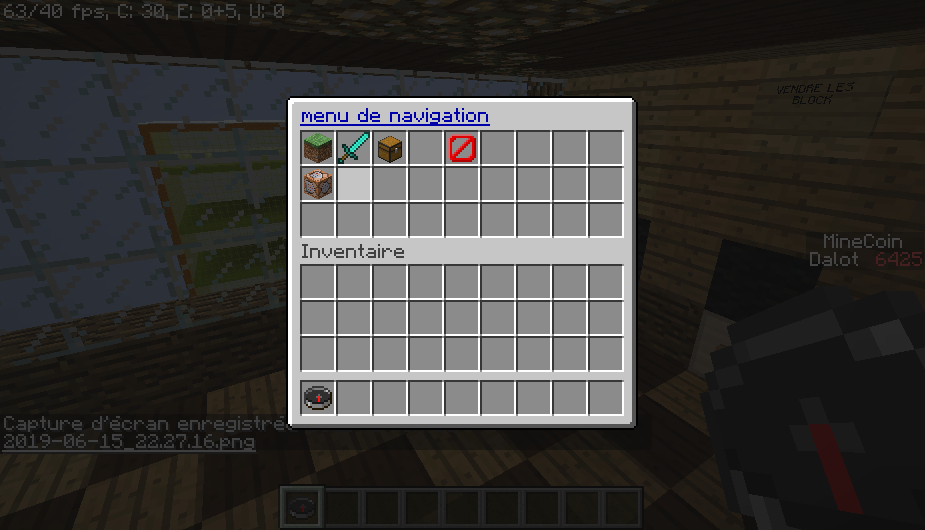 63/40 fps, C: 30, E: 0+5, U: 0
VENDRE LES
BLOCK
menu de navigation
Inventaire
MineCoin
Dalot 6425
Capture d'écran enregistré
2019-06-15_22.27.16.png